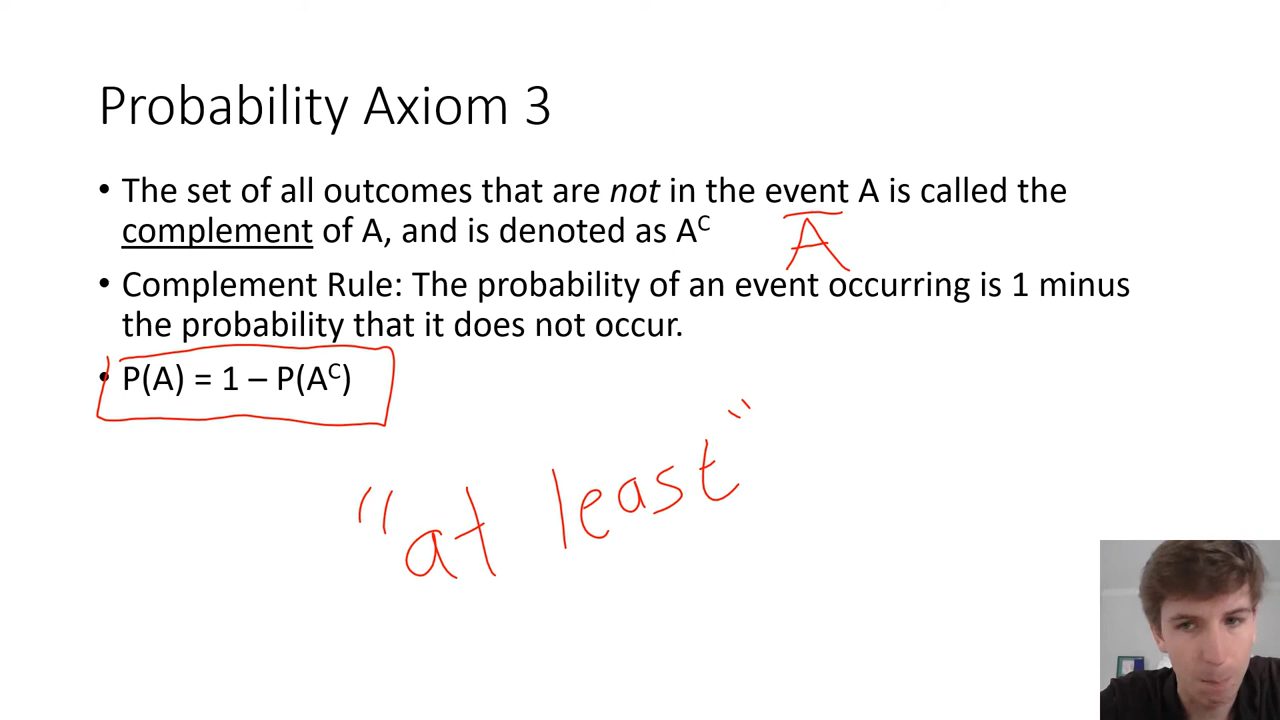 Probability Axiom 3
• The set of all outcomes that are not in the event A is called the
complement of A, and is denoted as Aᶜ
A̅
• Complement Rule: The probability of an event occurring is 1 minus
the probability that it does not occur.
• P(A) = 1 – P(Aᶜ)
"at least"